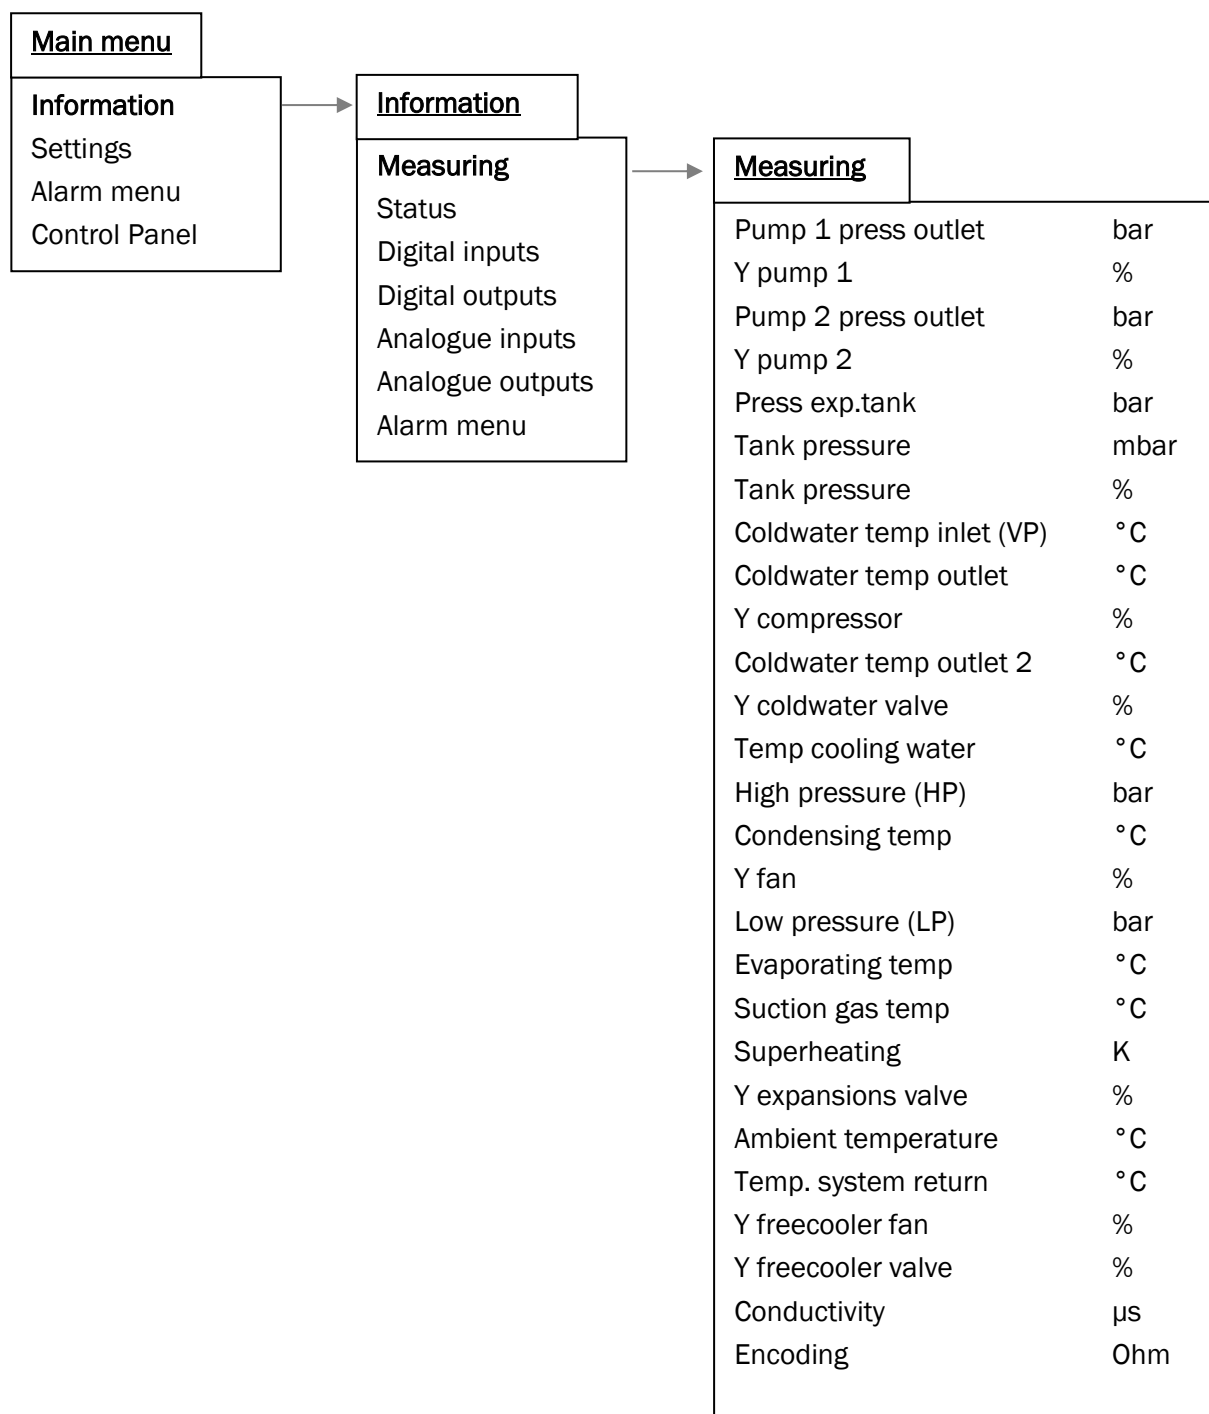 Main menu
Information
Settings
Alarm menu
Control Panel
Information
Measuring
Status
Digital inputs
Digital outputs
Analogue inputs
Analogue outputs
Alarm menu
Measuring
Pump 1 press outlet bar
Y pump 1 %
Pump 2 press outlet bar
Y pump 2 %
Press exp.tank bar
Tank pressure mbar
Tank pressure %
Coldwater temp inlet (VP) °C
Coldwater temp outlet °C
Y compressor %
Coldwater temp outlet 2 °C
Y coldwater valve %
Temp cooling water °C
High pressure (HP) bar
Condensing temp °C
Y fan %
Low pressure (LP) bar
Evaporating temp °C
Suction gas temp °C
Superheating K
Y expansions valve %
Ambient temperature °C
Temp. system return °C
Y freecooler fan %
Y freecooler valve %
Conductivity µs
Encoding Ohm